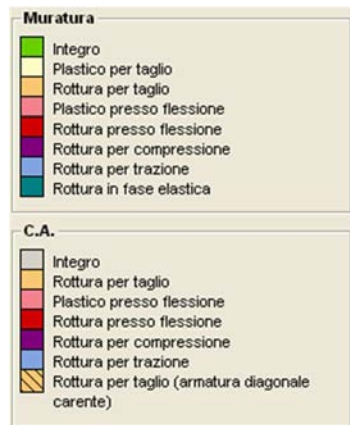 Muratura
Integro
Plastico per taglio
Rottura per taglio
Plastico presso flessione
Rottura presso flessione
Rottura per compressione
Rottura per trazione
Rottura in fase elastica
C.A.
Integro
Rottura per taglio
Plastico presso flessione
Rottura presso flessione
Rottura per compressione
Rottura per trazione
Rottura per taglio (armatura diagonale
carente)